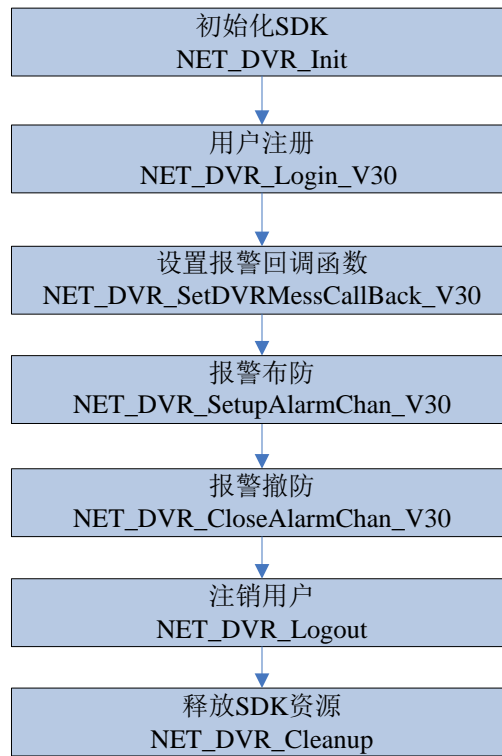 初始化SDK
NET_DVR_Init
用户注册
NET_DVR_Login_V30
设置报警回调函数
NET_DVR_SetDVRMessCallBack_V30
报警布防
NET_DVR_SetupAlarmChan_V30
报警撤防
NET_DVR_CloseAlarmChan_V30
注销用户
NET_DVR_Logout
释放SDK资源
NET_DVR_Cleanup